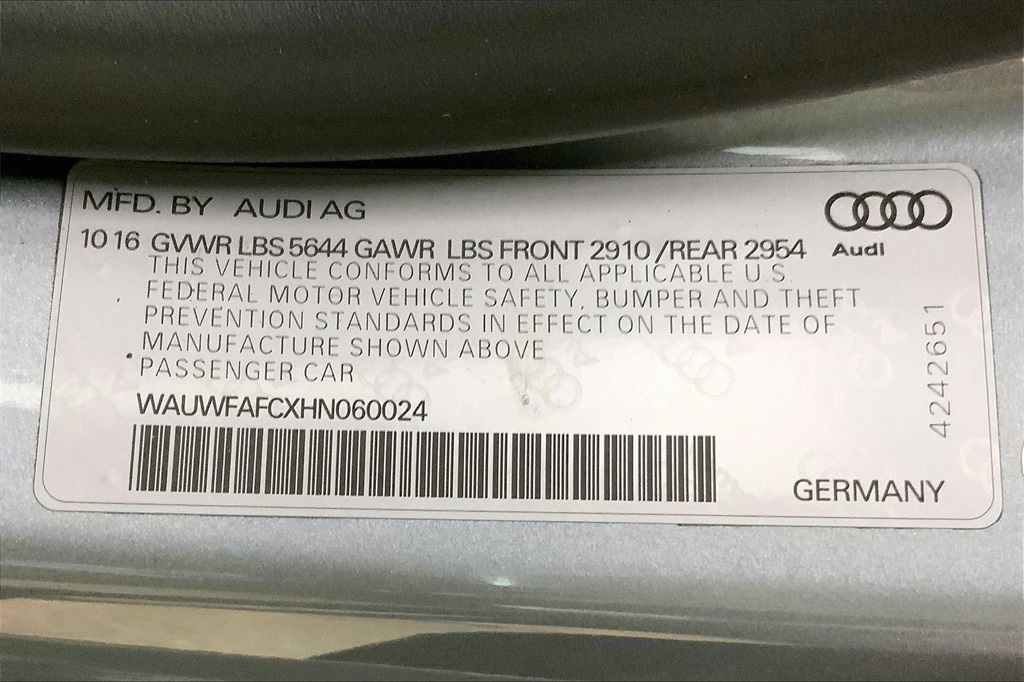 MFD. BY AUDI AG
10 16 GVWR LBS 5644 GAWR LBS FRONT 2910 /REAR 2954
Audi
THIS VEHICLE CONFORMS TO ALL APPLICABLE U S
FEDERAL MOTOR VEHICLE SAFETY, BUMPER AND THEFT
PREVENTION STANDARDS IN EFFECT ON THE DATE OF
MANUFACTURE SHOWN ABOVE
PASSENGER CAR
WAUWFAFCXHN060024
4242651
GERMANY